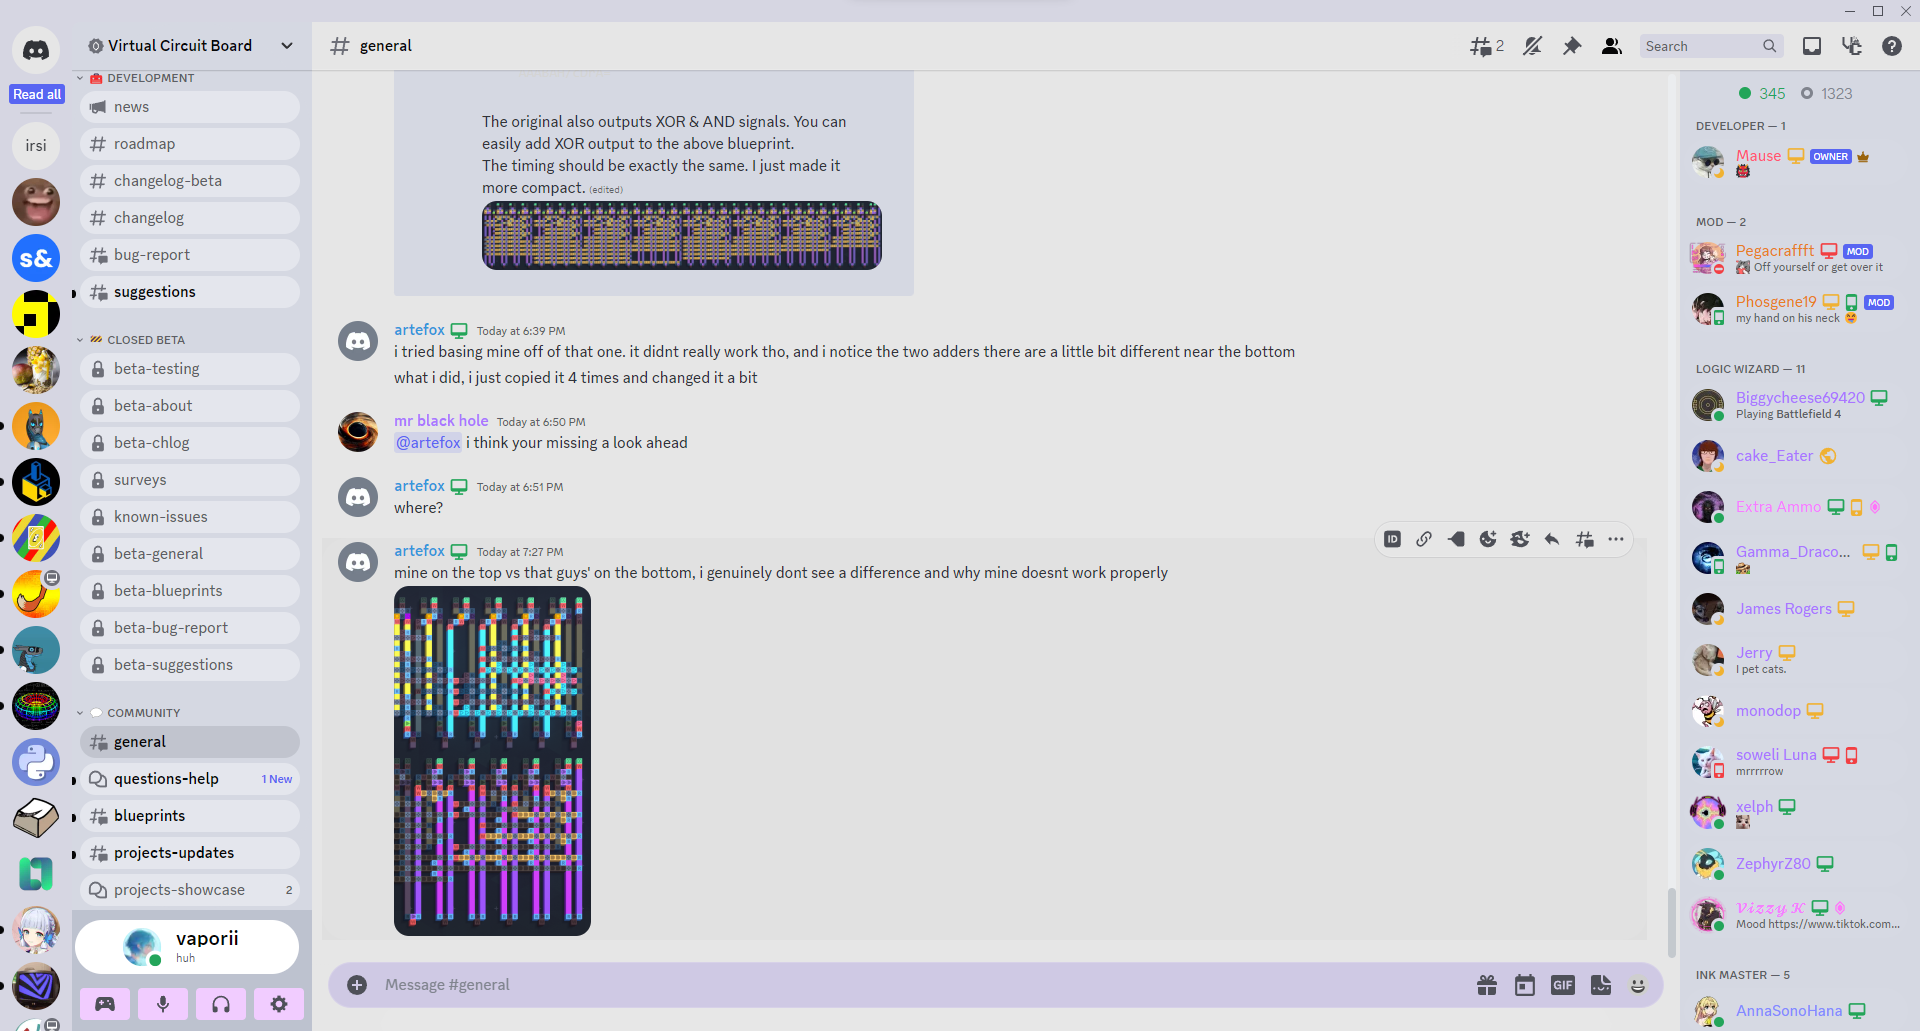 Read all
irsi
s&
Virtual Circuit Board
DEVELOPMENT
news
roadmap
changelog-beta
changelog
bug-report
suggestions
CLOSED BETA
beta-testing
beta-about
beta-chlog
surveys
known-issues
beta-general
beta-blueprints
beta-bug-report
beta-suggestions
COMMUNITY
general
questions-help 1 New
blueprints
projects-updates
projects-showcase 2
vaporii
huh
general
2
Search
The original also outputs XOR & AND signals. You can
easily add XOR output to the above blueprint.
The timing should be exactly the same. I just made it
more compact. (edited)
artefox Today at 6:39 PM
i tried basing mine off of that one. it didnt really work tho, and i notice the two adders there are a little bit different near the bottom
what i did, i just copied it 4 times and changed it a bit
mr black hole Today at 6:50 PM
@artefox i think your missing a look ahead
artefox Today at 6:51 PM
where?
ID
artefox Today at 7:27 PM
mine on the top vs that guys' on the bottom, i genuinely dont see a difference and why mine doesnt work properly
Message #general
GIF
345 1323
DEVELOPER — 1
Mause OWNER
MOD — 2
Pegacraffft MOD
Off yourself or get over it
Phosgene19 MOD
my hand on his neck
LOGIC WIZARD — 11
Biggycheese69420
Playing Battlefield 4
cake_Eater
Extra Ammo
Gamma_Draco...
James Rogers
Jerry
I pet cats.
monodop
soweli Luna
mrrrrrow
xelph
ZephyrZ80
𝓥𝓲𝔃𝔃𝔂 𝓚
Mood https://www.tiktok.com...
INK MASTER — 5
AnnaSonoHana